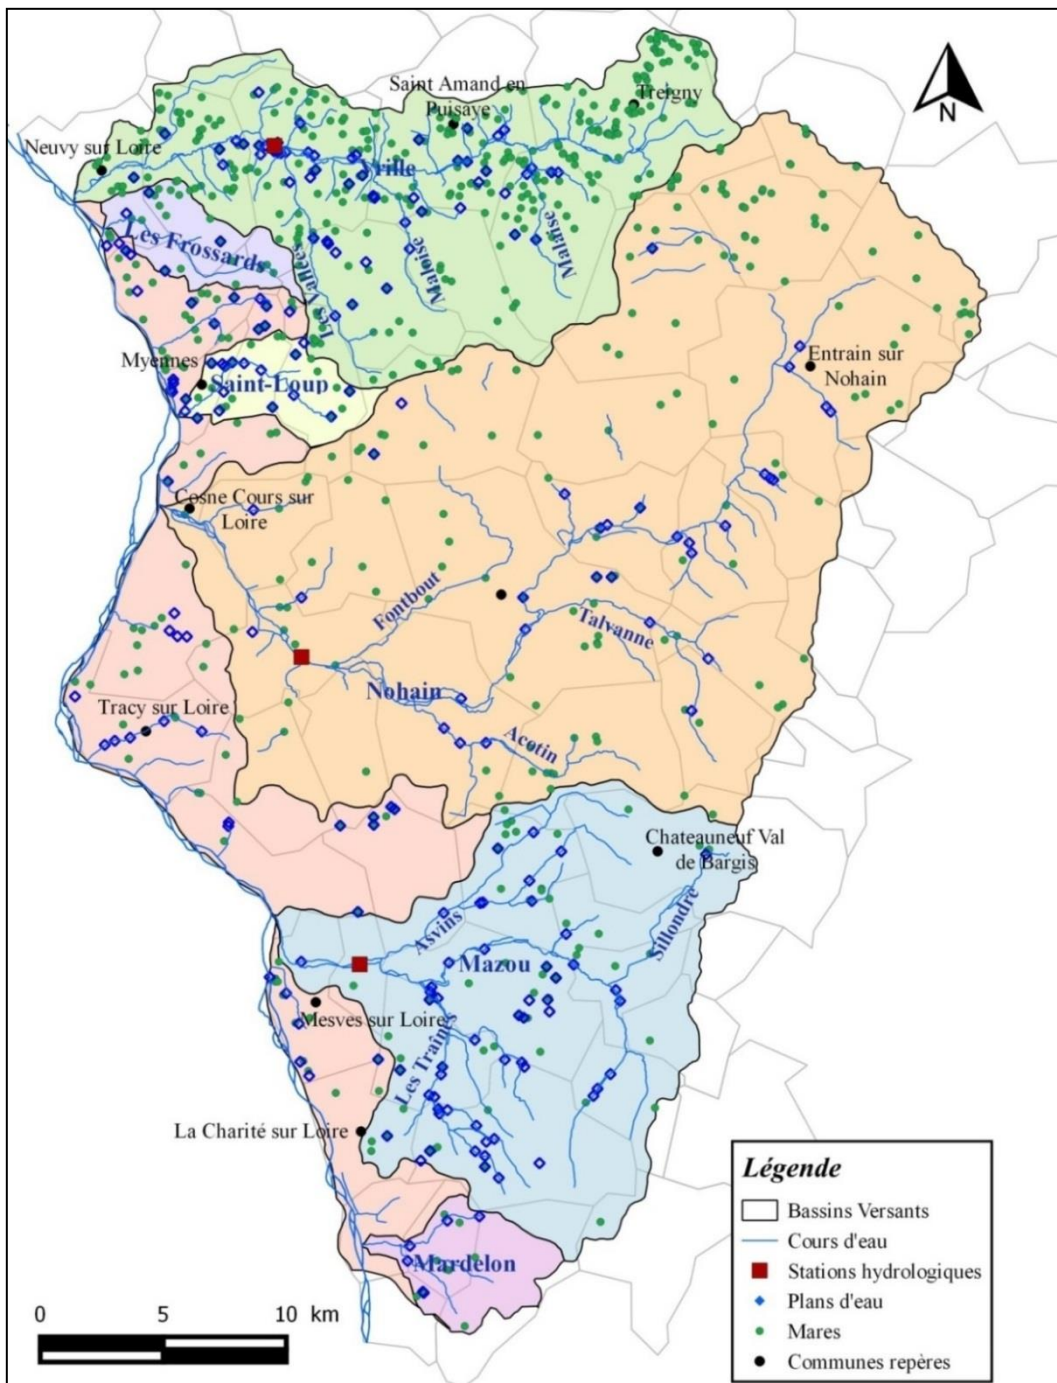 Saint Amand en
Puisaye
Treigny
N
Neuvy sur Loire
Vrille
Les Frossards
Les Vallées
Maloise
Malaise
Myennes
Saint-Loup
Entrain sur
Nohain
Cosne Cours sur
Loire
Fontbout
Talvanne
Nohain
Tracy sur Loire
Acotin
Chateauneuf Val
de Bargis
Asvins
Sillondre
Mazou
Mesves sur Loire
Les Traînes
La Charité sur Loire
Mardelon
Légende
Bassins Versants
Cours d'eau
Stations hydrologiques
Plans d'eau
Mares
Communes repères
0 5 10 km